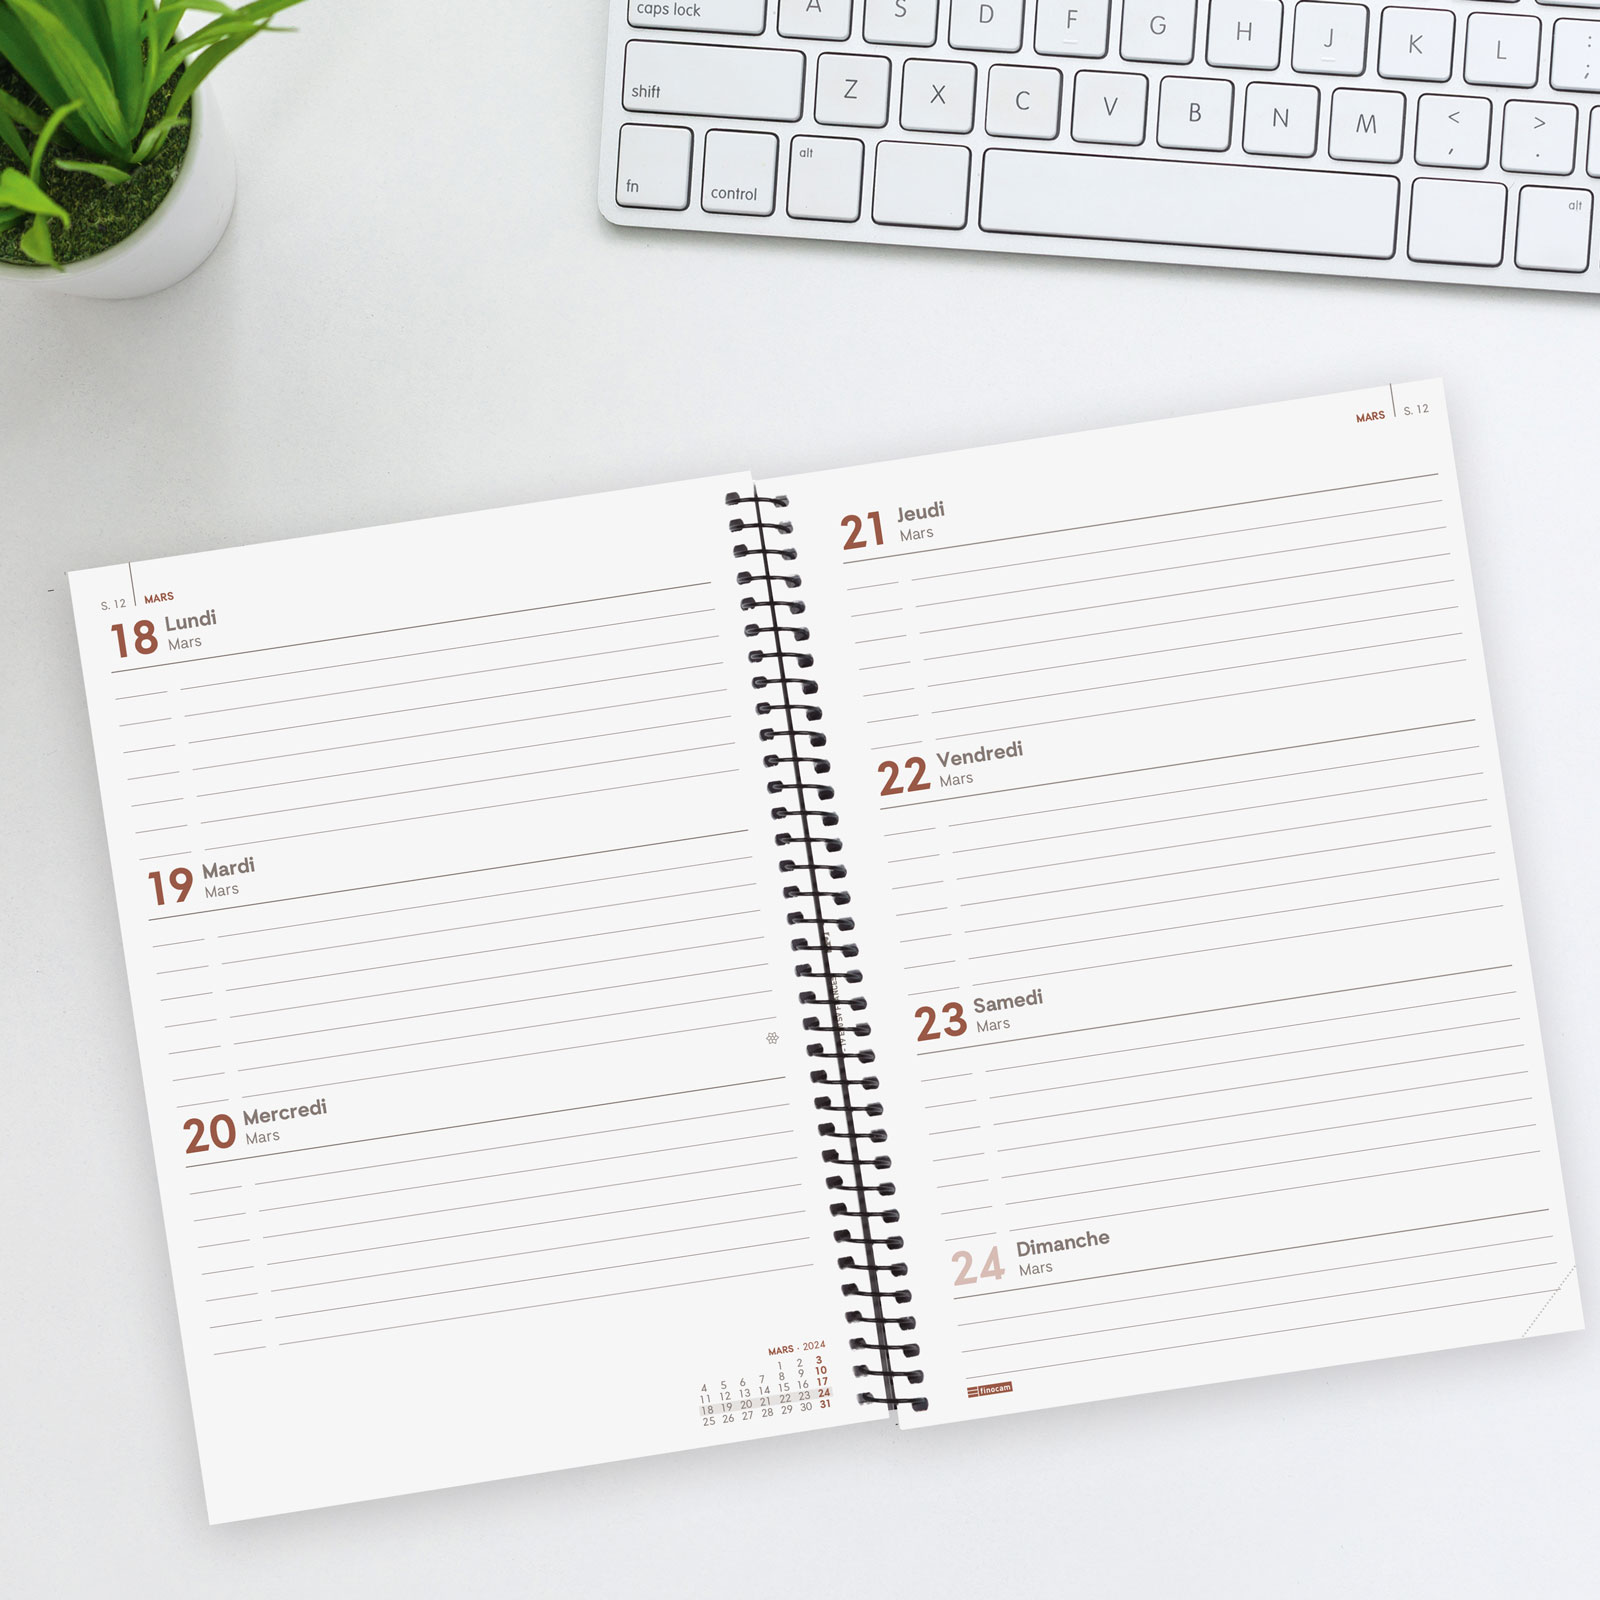 caps lock A S D F G H J K L : ;
shift Z X C V B N M < , > .
fn control alt alt
S. 12 MARS
18 Lundi
Mars
19 Mardi
Mars
20 Mercredi
Mars
MARS - 2024
1 2 3
4 5 6 7 8 9 10
11 12 13 14 15 16 17
18 19 20 21 22 23 24
25 26 27 28 29 30 31
MARS S. 12
21 Jeudi
Mars
22 Vendredi
Mars
23 Samedi
Mars
24 Dimanche
Mars
finocam